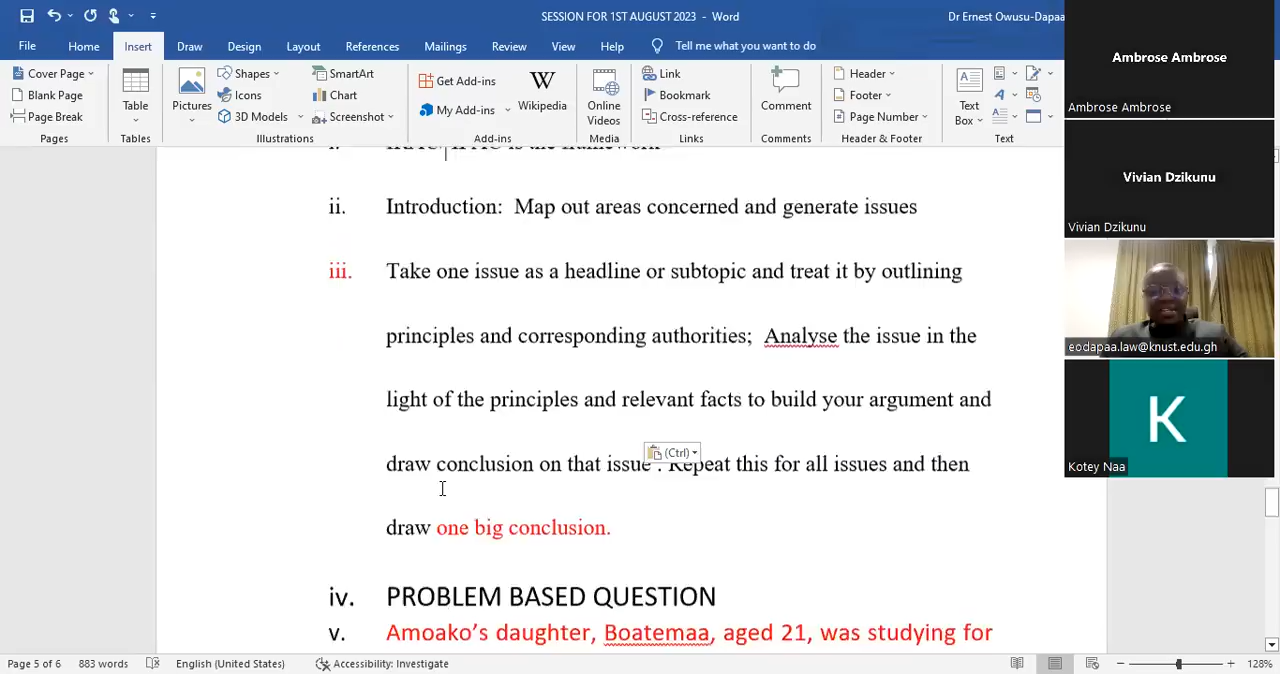 SESSION FOR 1ST AUGUST 2023 - Word
Dr Ernest Owusu-Dapaa
File Home Insert Draw Design Layout References Mailings Review View Help Tell me what you want to do
Cover Page
Blank Page
Page Break
Pages
Table
Tables
Pictures
Shapes
Icons
3D Models
SmartArt
Chart
Screenshot
Illustrations
Get Add-ins
My Add-ins
Wikipedia
Add-ins
Online
Videos
Media
Link
Bookmark
Cross-reference
Links
Comment
Comments
Header
Footer
Page Number
Header & Footer
Text
Box
Text
is the framework
ii. Introduction: Map out areas concerned and generate issues
iii. Take one issue as a headline or subtopic and treat it by outlining
principles and corresponding authorities; Analyse the issue in the
light of the principles and relevant facts to build your argument and
draw conclusion on that issue . Repeat this for all issues and then
(Ctrl)
draw one big conclusion.
iv. PROBLEM BASED QUESTION
v. Amoako’s daughter, Boatemaa, aged 21, was studying for
Page 5 of 6 883 words English (United States) Accessibility: Investigate 128%
Ambrose Ambrose
Ambrose Ambrose
Vivian Dzikunu
Vivian Dzikunu
eodapaa.law@knust.edu.gh
K
Kotey Naa